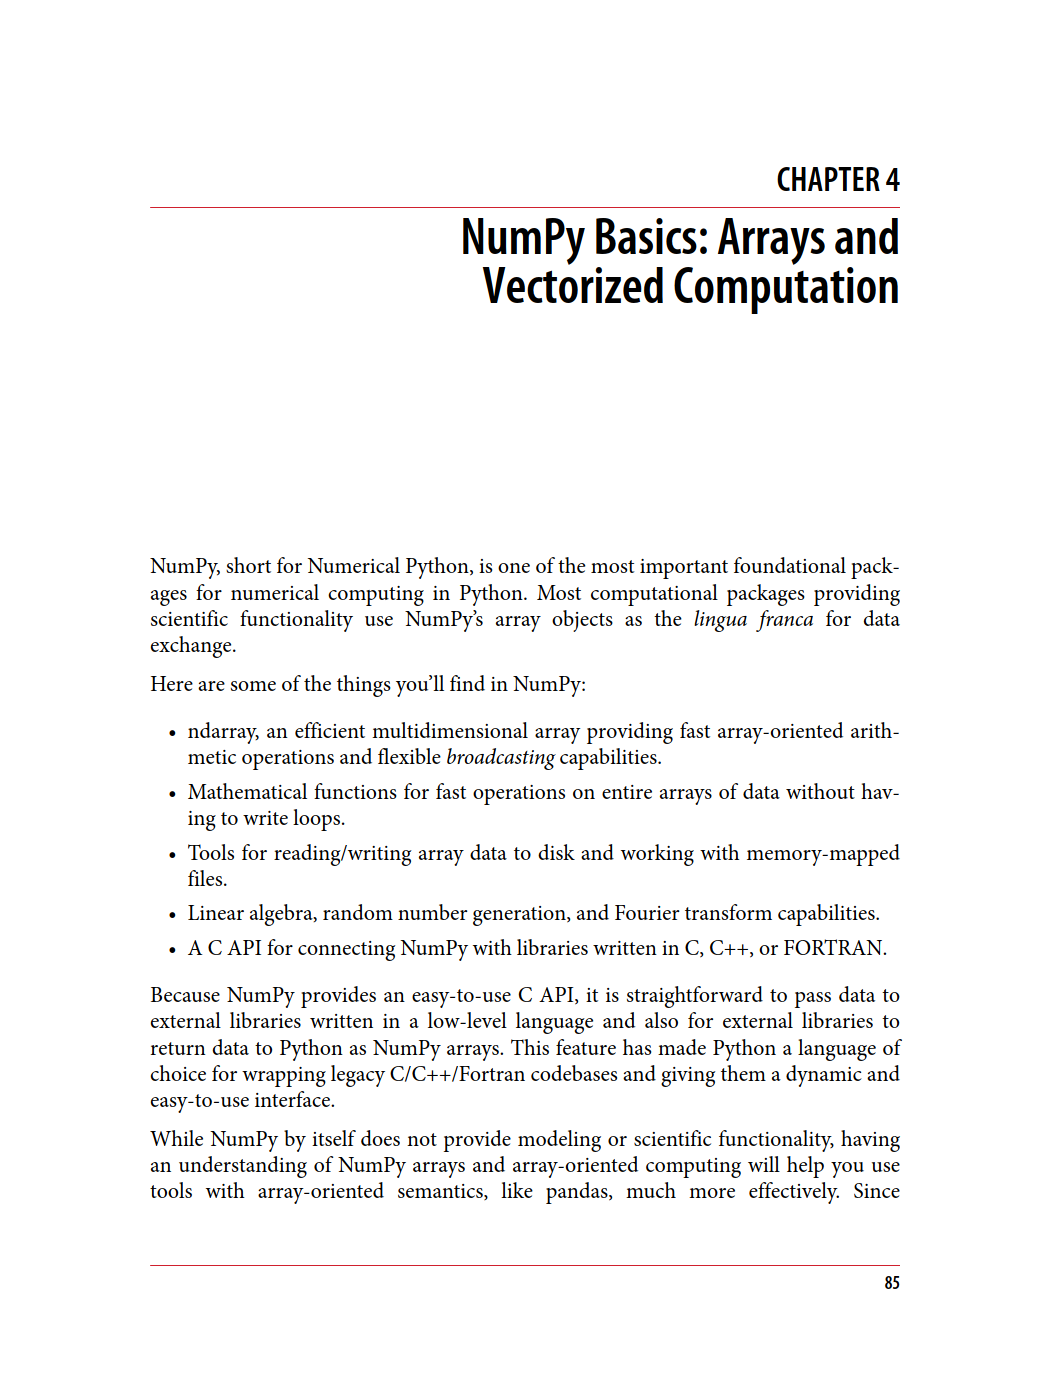 CHAPTER 4
NumPy Basics: Arrays and
Vectorized Computation
NumPy, short for Numerical Python, is one of the most important foundational pack-
ages for numerical computing in Python. Most computational packages providing
scientific functionality use NumPy’s array objects as the lingua franca for data
exchange.
Here are some of the things you’ll find in NumPy:
• ndarray, an efficient multidimensional array providing fast array-oriented arith-
metic operations and flexible broadcasting capabilities.
• Mathematical functions for fast operations on entire arrays of data without hav-
ing to write loops.
• Tools for reading/writing array data to disk and working with memory-mapped
files.
• Linear algebra, random number generation, and Fourier transform capabilities.
• A C API for connecting NumPy with libraries written in C, C++, or FORTRAN.
Because NumPy provides an easy-to-use C API, it is straightforward to pass data to
external libraries written in a low-level language and also for external libraries to
return data to Python as NumPy arrays. This feature has made Python a language of
choice for wrapping legacy C/C++/Fortran codebases and giving them a dynamic and
easy-to-use interface.
While NumPy by itself does not provide modeling or scientific functionality, having
an understanding of NumPy arrays and array-oriented computing will help you use
tools with array-oriented semantics, like pandas, much more effectively. Since
85